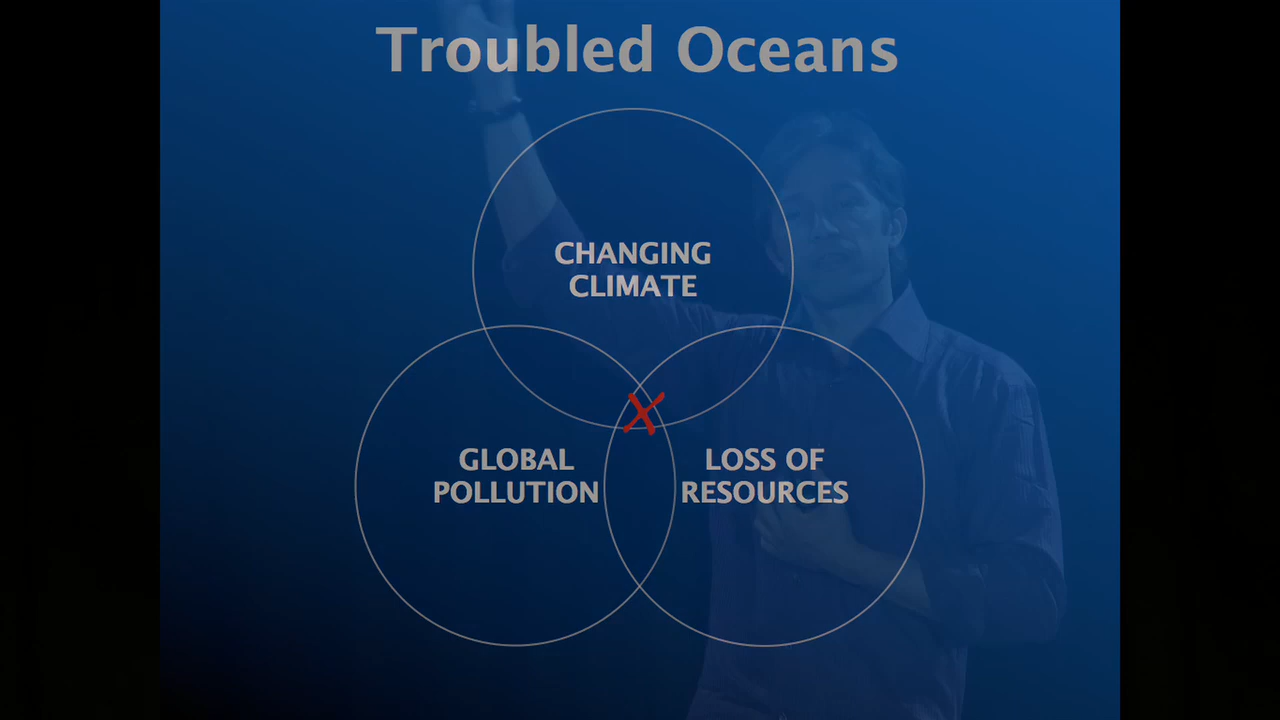 Troubled Oceans
CHANGING
CLIMATE
X
GLOBAL
POLLUTION
LOSS OF
RESOURCES